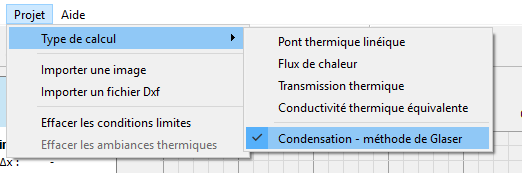 Projet Aide
Type de calcul
Importer une image
Importer un fichier Dxf
Effacer les conditions limites
Effacer les ambiances thermiques
Pont thermique linéique
Flux de chaleur
Transmission thermique
Conductivité thermique équivalente
Condensation - méthode de Glaser
Δx : -